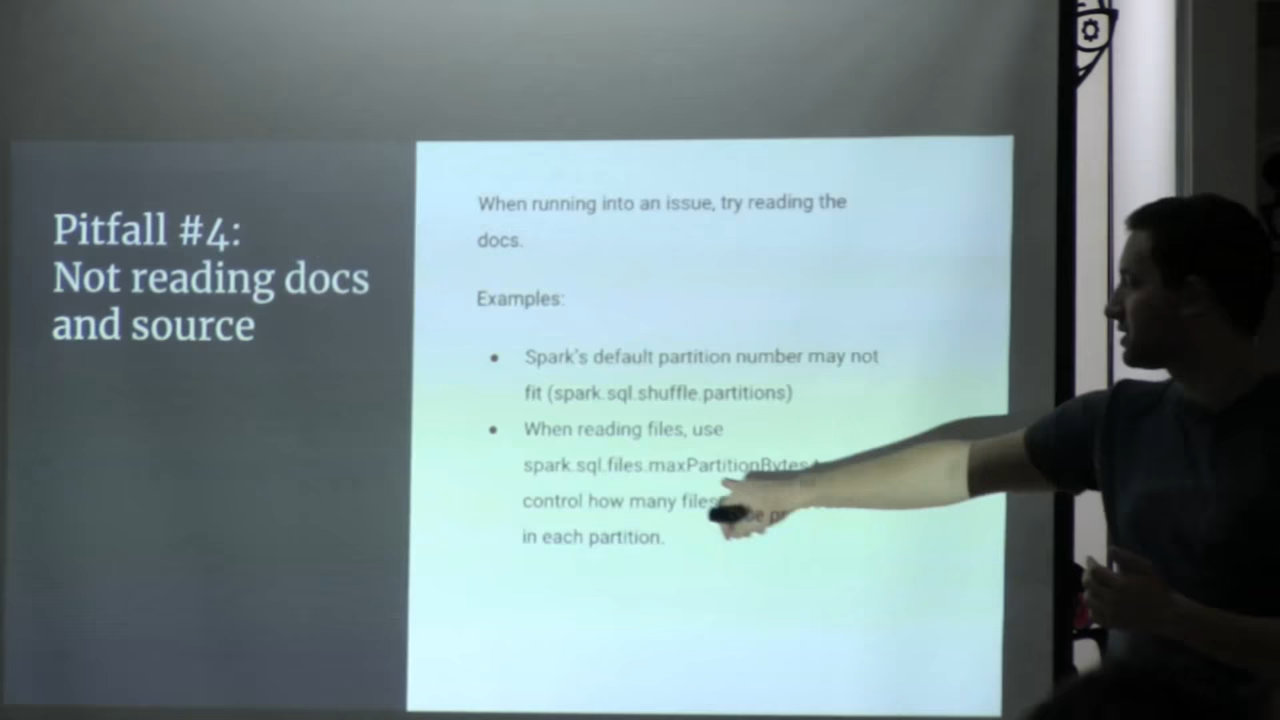 Pitfall #4:
Not reading docs
and source
When running into an issue, try reading the
docs.
Examples:
• Spark's default partition number may not
fit (spark.sql.shuffle.partitions)
• When reading files, use
spark.sql.files.maxPartitionBytes
control how many files
in each partition.